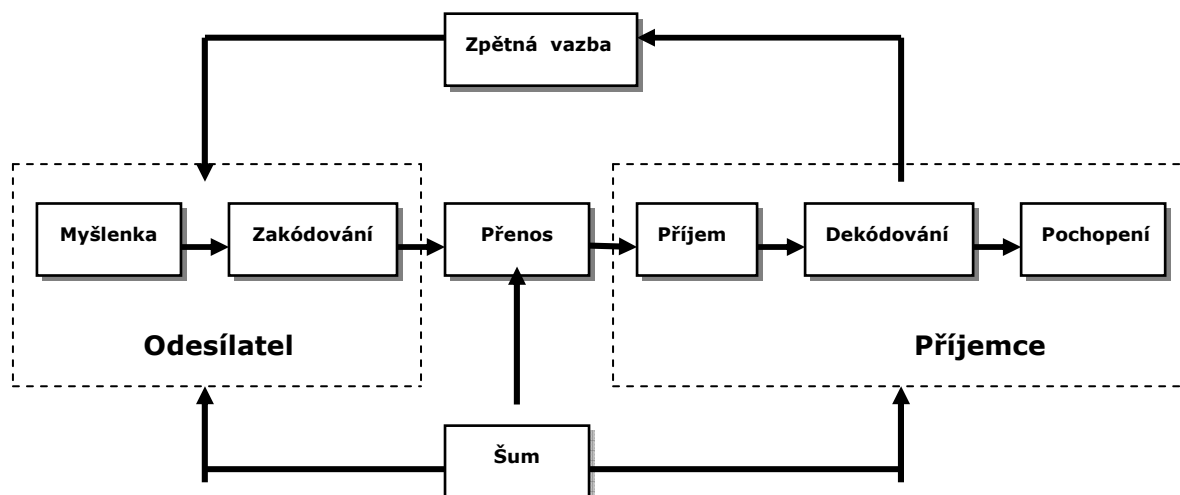 Zpětná vazba
Myšlenka
Zakódování
Přenos
Příjem
Dekódování
Pochopení
Odesílatel
Příjemce
Šum